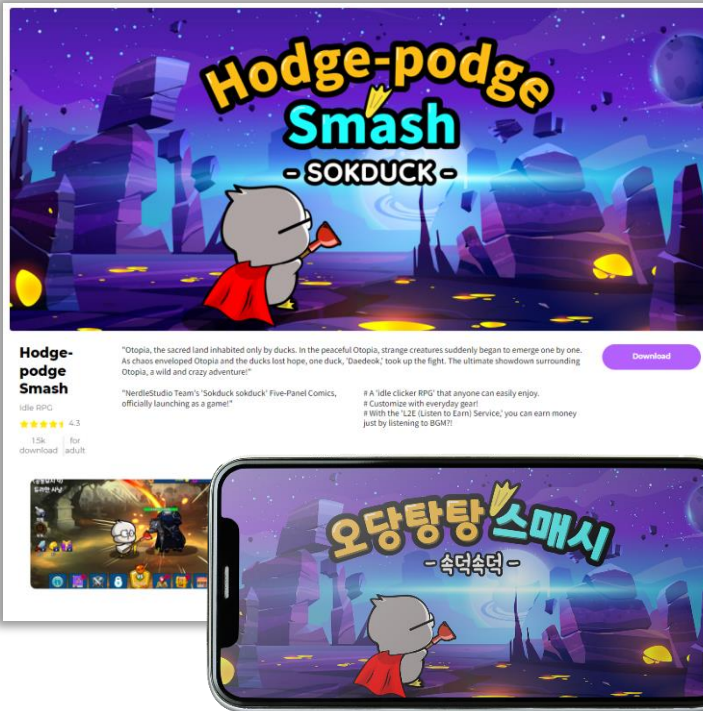 Hodge-podge
Smash
- SOKDUCK -
Hodge-
podge
Smash
Idle RPG
4.3
15k
download
for
adult
"Otopia, the sacred land inhabited only by ducks. In the peaceful Otopia, strange creatures suddenly began to emerge one by one.
As chaos enveloped Otopia and the ducks lost hope, one duck, 'Daedeok,' took up the fight. The ultimate showdown surrounding
Otopia, a wild and crazy adventure!"
"NerdleStudio Team's 'Sokduck sokduck' Five-Panel Comics,
officially launching as a game!"
# A 'idle clicker RPG' that anyone can easily enjoy.
# Customize with everyday gear!
# With the 'L2E (Listen to Earn) Service,' you can earn money
just by listening to BGM?!
Download
오당탕탕 스매시
- 속덕속덕 -